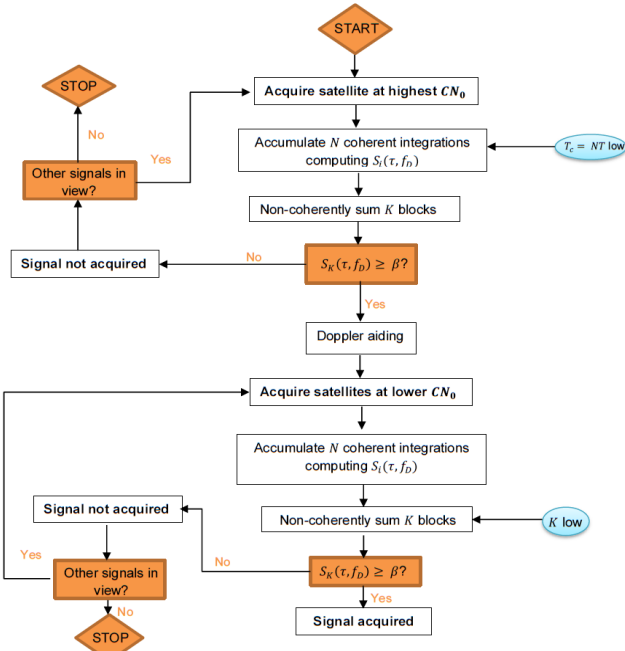 START
STOP
Acquire satellite at highest CN₀
No
Yes
Accumulate N coherent integrations
computing Sᵢ(τ, f_D)
T_c = NT low
Other signals in
view?
Non-coherently sum K blocks
Signal not acquired
No
S_K(τ, f_D) ≥ β?
Yes
Doppler aiding
Acquire satellites at lower CN₀
Accumulate N coherent integrations
computing Sᵢ(τ, f_D)
Signal not acquired
Non-coherently sum K blocks
K low
Yes
No
Other signals in
view?
S_K(τ, f_D) ≥ β?
Yes
No
Signal acquired
STOP